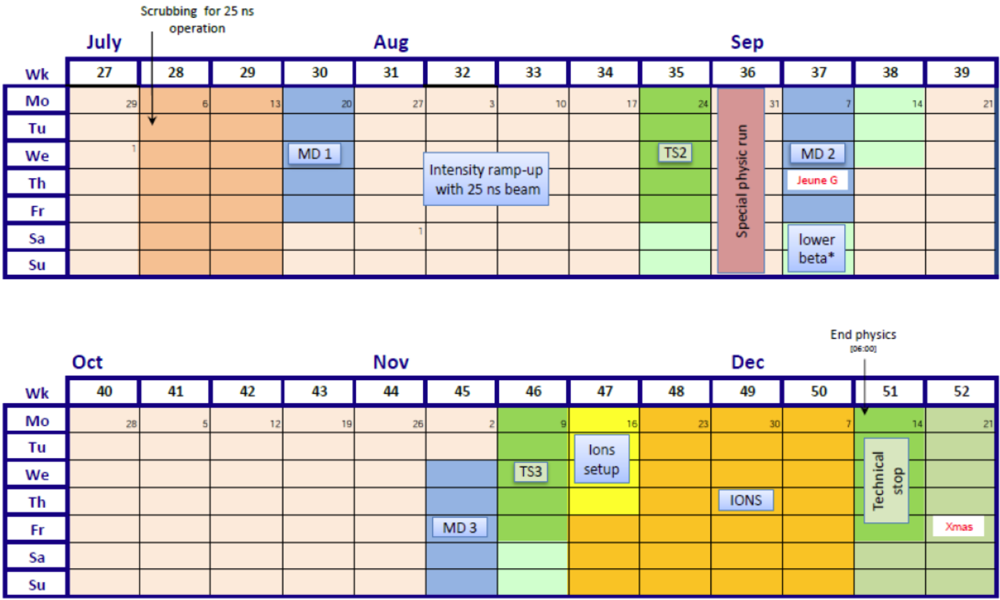 Scrubbing for 25 ns
operation
July Aug Sep
Wk 27 28 29 30 31 32 33 34 35 36 37 38 39
Mo 29 6 13 20 27 3 10 17 24 31 7 14 21
Tu
We 1 MD 1 TS2 MD 2
Intensity ramp-up
with 25 ns beam
Special physic run
Th Jeune G
Fr
Sa 1
Su
lower
beta*
End physics
[06:00]
Oct Nov Dec
Wk 40 41 42 43 44 45 46 47 48 49 50 51 52
Mo 28 5 12 19 26 2 9 16 23 30 7 14 21
Tu
Ions
setup
We TS3
Technical
stop
Th IONS
Fr MD 3 Xmas
Sa
Su